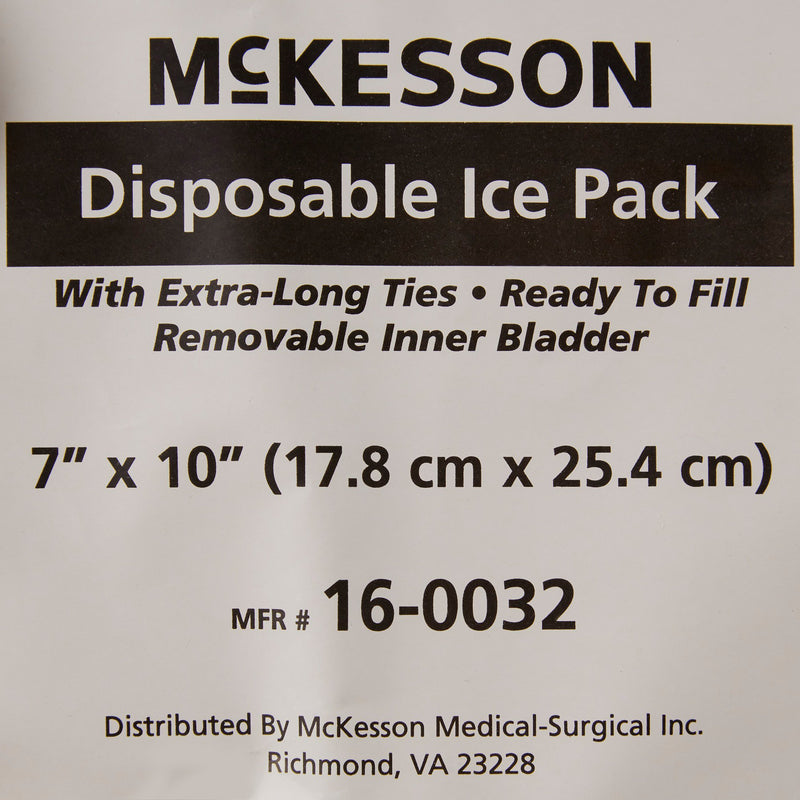 McKESSON
Disposable Ice Pack
With Extra-Long Ties • Ready To Fill
Removable Inner Bladder
7” x 10” (17.8 cm x 25.4 cm)
MFR # 16-0032
Distributed By McKesson Medical-Surgical Inc.
Richmond, VA 23228